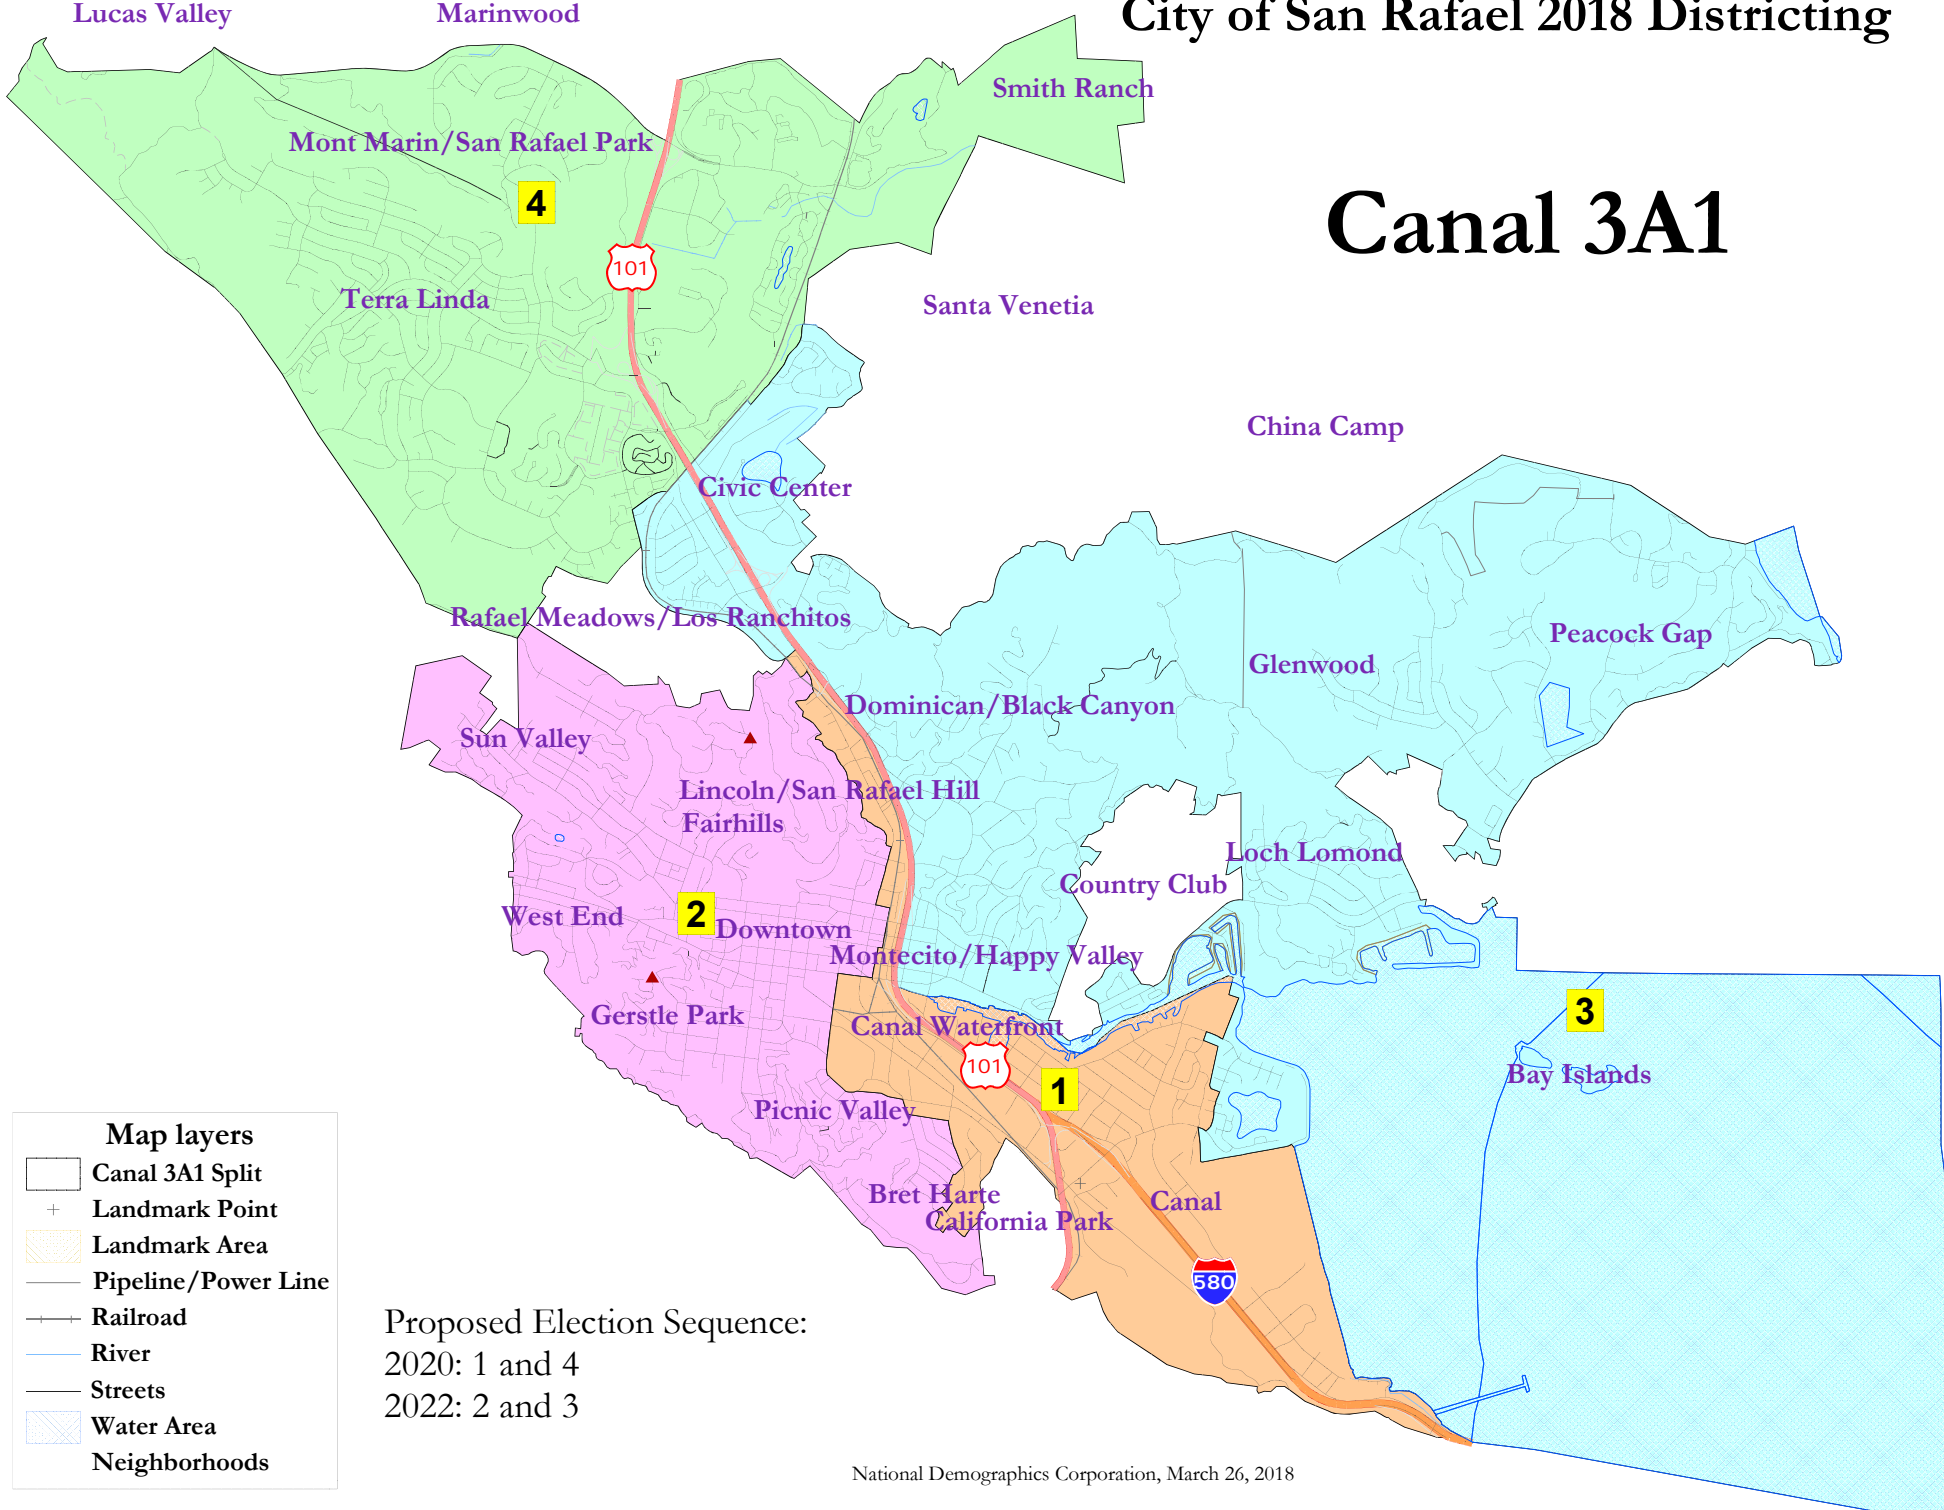 City of San Rafael 2018 Districting
Lucas Valley
Marinwood
Smith Ranch
Mont Marin/San Rafael Park
4
Canal 3A1
101
Terra Linda
Santa Venetia
China Camp
Civic Center
Rafael Meadows/Los Ranchitos
Peacock Gap
Glenwood
Dominican/Black Canyon
Sun Valley
Lincoln/San Rafael Hill
Fairhills
Loch Lomond
Country Club
West End
2
Downtown
Montecito/Happy Valley
3
Gerstle Park
Canal Waterfront
101
1
Bay Islands
Picnic Valley
Bret Harte
California Park
Canal
580
Map layers
Canal 3A1 Split
Landmark Point
Landmark Area
Pipeline/Power Line
Railroad
River
Streets
Water Area
Neighborhoods
Proposed Election Sequence:
2020: 1 and 4
2022: 2 and 3
National Demographics Corporation, March 26, 2018